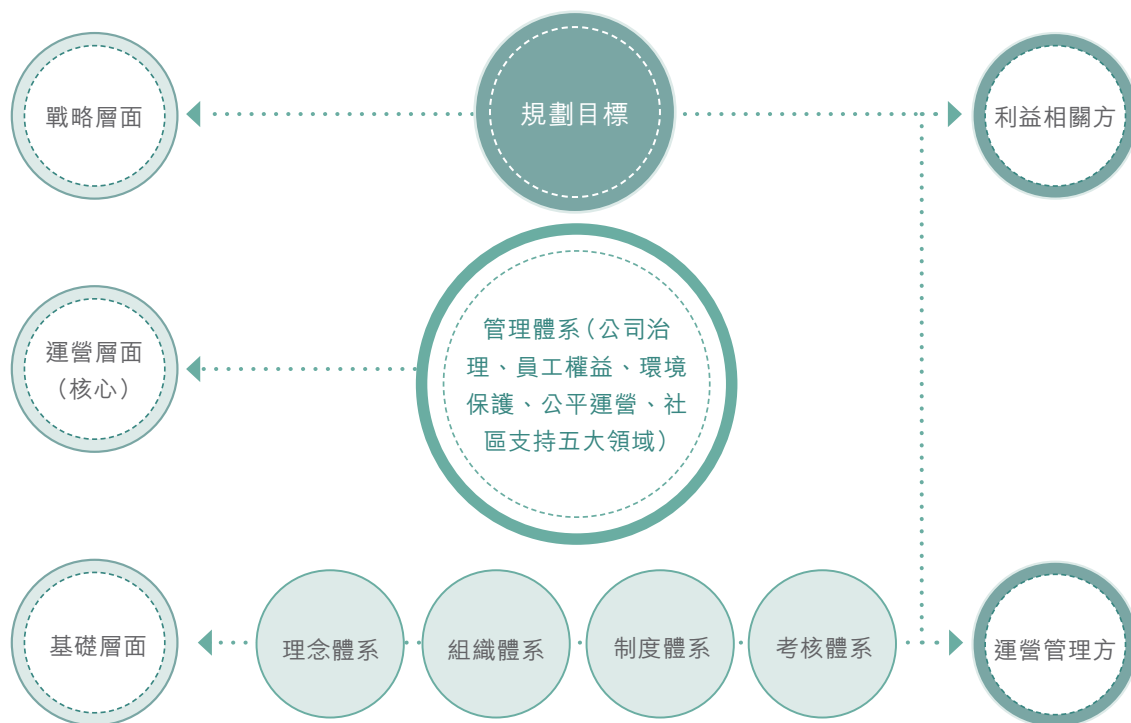 戰略層面
規劃目標
利益相關方
運營層面
（核心）
管理體系（公司治
理、員工權益、環境
保護、公平運營、社
區支持五大領域）
基礎層面
理念體系
組織體系
制度體系
考核體系
運營管理方